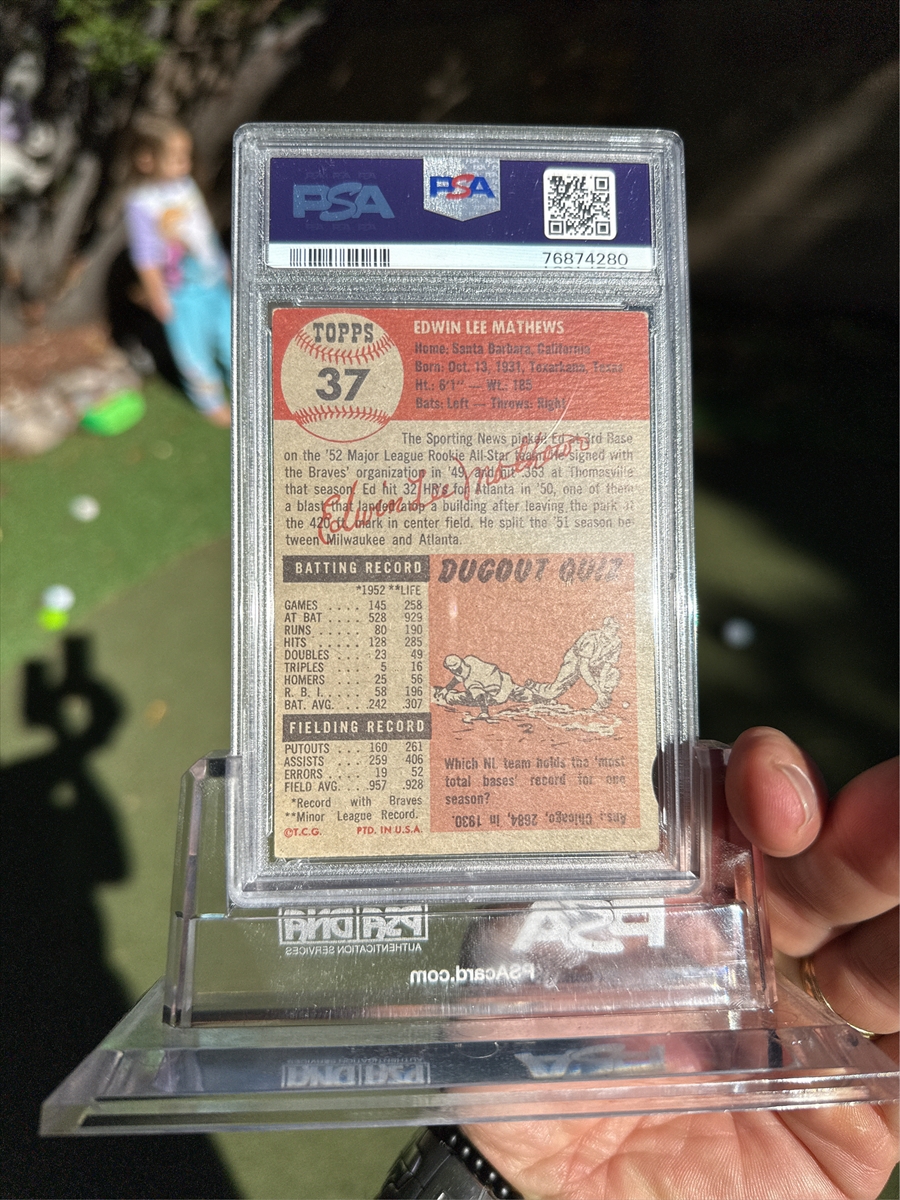 PSA
PSA
76874280
TOPPS
37
EDWIN LEE MATHEWS
Home: Santa Barbara, California
Born: Oct. 13, 1931, Texarkana, Texas
Ht.: 6'1" — Wt.: 185
Bats: Left — Throws: Right
The Sporting News picked Ed at 3rd Base
on the '52 Major League Rookie All-Star team. He signed with
the Braves' organization in '49, and hit .363 at Thomasville
that season. Ed hit 32 HR's for Atlanta in '50, one of them
a blast that landed atop a building after leaving the park at
the 420 ft. mark in center field. He split the '51 season be-
tween Milwaukee and Atlanta.
Edwin Lee Mathews
BATTING RECORD
*1952 **LIFE
GAMES .... 145 258
AT BAT .... 528 929
RUNS .... 80 190
HITS .... 128 285
DOUBLES ... 23 49
TRIPLES ... 5 16
HOMERS ... 25 56
R. B. I. .... 58 196
BAT. AVG. .. .242 307
FIELDING RECORD
PUTOUTS ... 160 261
ASSISTS ... 259 406
ERRORS ... 19 52
FIELD AVG. .. .957 .928
*Record with Braves
**Minor League Record.
©T.C.G. PTD. IN U.S.A.
DUGOUT QUIZ
Which NL team holds the 'most
total bases' record for one
season?
Ans., Chicago, 2684, in 1930.
PSA PSA/DNA
AUTHENTICATION SERVICES
PSAcard.com